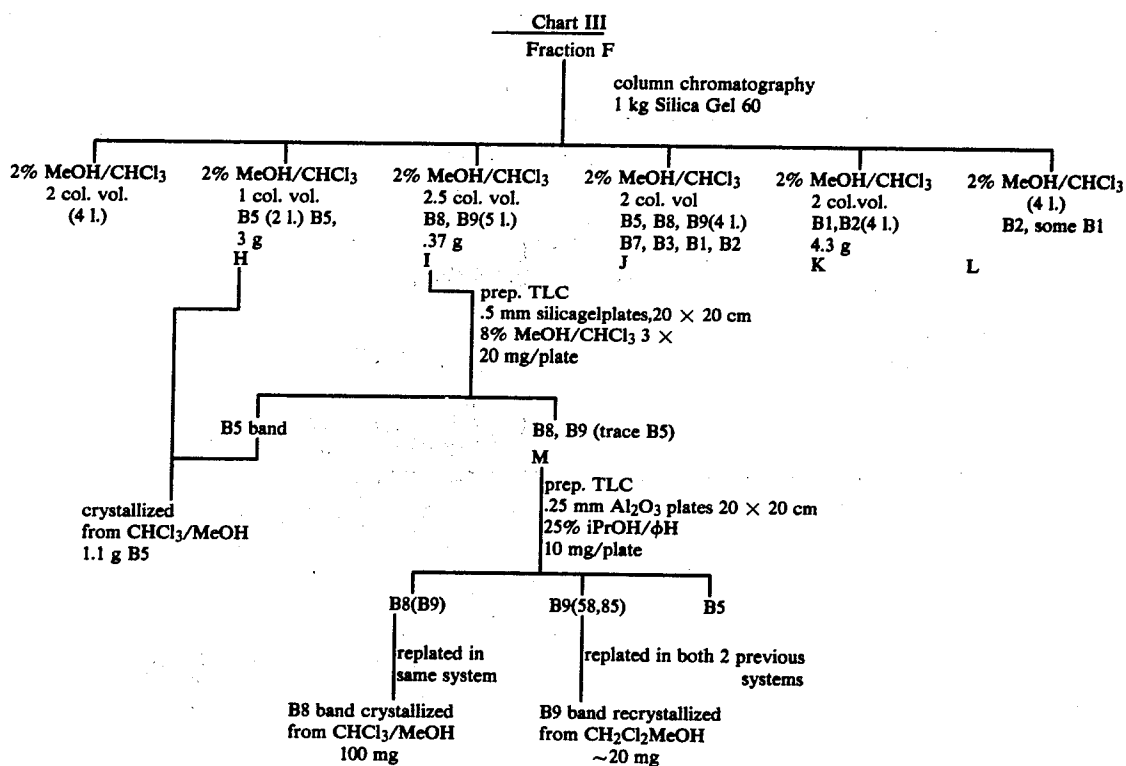 Chart III
Fraction F
column chromatography
1 kg Silica Gel 60
2% MeOH/CHCl3
2 col. vol.
(4 l.)
2% MeOH/CHCl3
1 col. vol.
B5 (2 l.) B5,
3 g
H
2% MeOH/CHCl3
2.5 col. vol.
B8, B9(5 l.)
.37 g
I
2% MeOH/CHCl3
2 col. vol
B5, B8, B9(4 l.)
B7, B3, B1, B2
J
2% MeOH/CHCl3
2 col.vol.
B1,B2(4 l.)
4.3 g
K
2% MeOH/CHCl3
(4 l.)
B2, some B1
L
prep. TLC
.5 mm silicagelplates,20 × 20 cm
8% MeOH/CHCl3 3 ×
20 mg/plate
B5 band
B8, B9 (trace B5)
M
crystallized
from CHCl3/MeOH
1.1 g B5
prep. TLC
.25 mm Al2O3 plates 20 × 20 cm
25% iPrOH/ϕH
10 mg/plate
B8(B9)
B9(58,85)
B5
replated in
same system
replated in both 2 previous
systems
B8 band crystallized
from CHCl3/MeOH
100 mg
B9 band recrystallized
from CH2Cl2MeOH
~20 mg